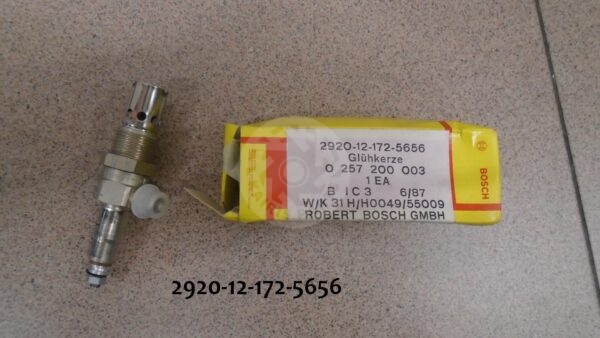 2920-12-172-5656
Glühkerze
0 257 200 003
1 EA
B I C 3 6/87
W/K 31 H/H0049/55009
ROBERT BOSCH GMBH
BOSCH
2920-12-172-5656